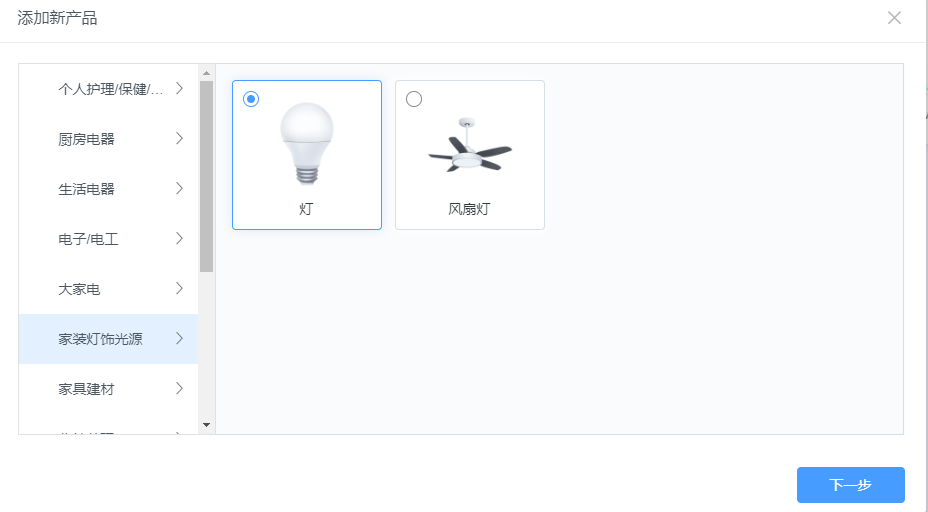 添加新产品
个人护理/保健/...
厨房电器
生活电器
电子/电工
大家电
家装灯饰光源
家具建材
灯
风扇灯
下一步